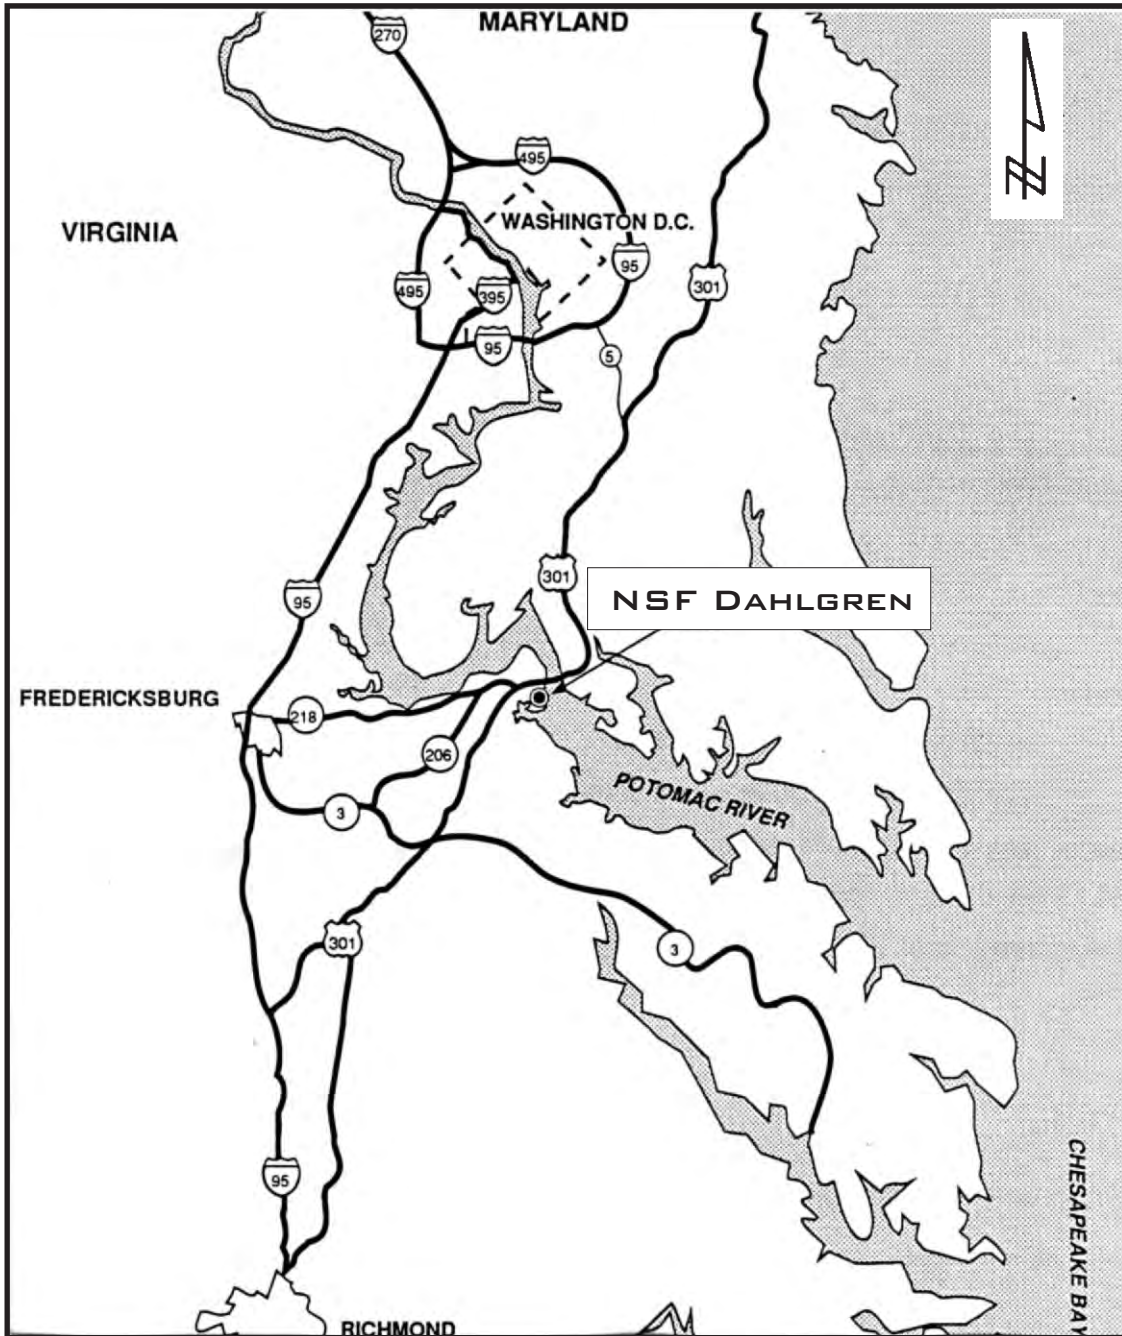 MARYLAND
270
495
VIRGINIA
WASHINGTON D.C.
95
301
495
395
95
5
301
NSF DAHLGREN
95
FREDERICKSBURG
218
206
POTOMAC RIVER
3
301
3
CHESAPEAKE BAY
95
RICHMOND